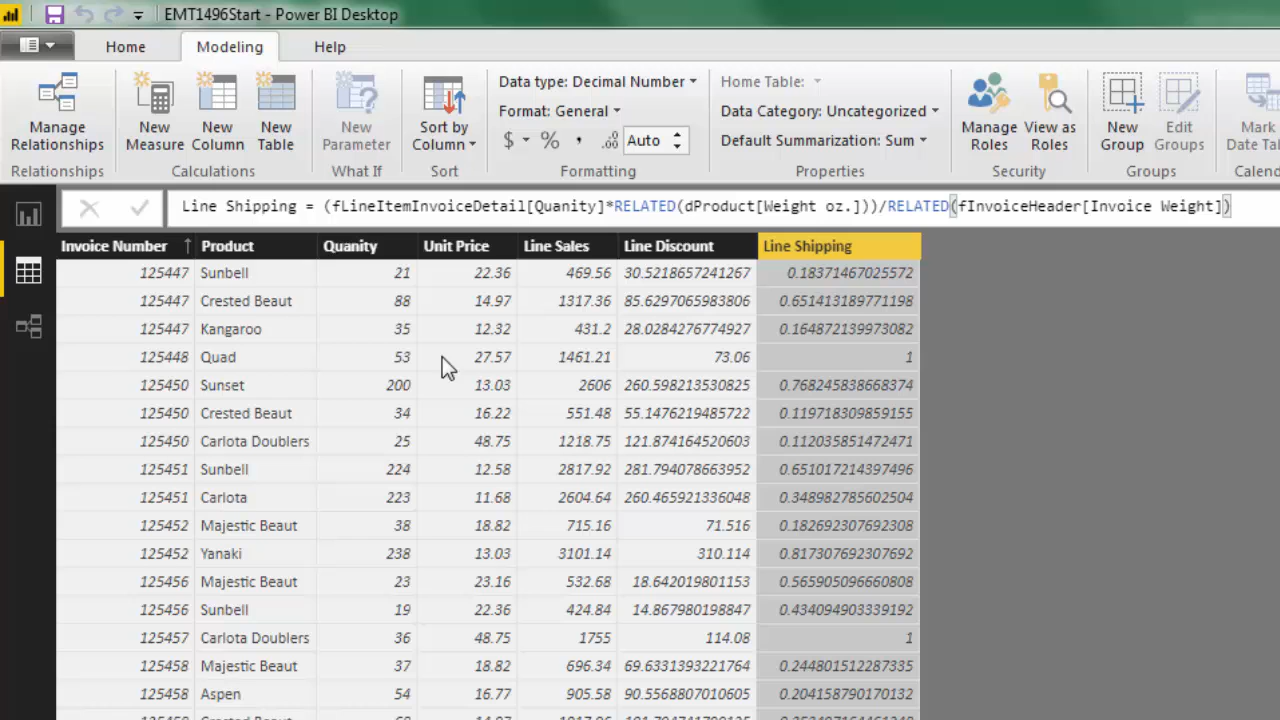 EMT1496Start - Power BI Desktop
Home Modeling Help
Manage Relationships
New Measure
New Column
New Table
New Parameter
Sort by Column
Data type: Decimal Number
Format: General
$ % , .00 Auto
Home Table:
Data Category: Uncategorized
Default Summarization: Sum
Manage Roles
View as Roles
New Group
Edit Groups
Mark
Date Ta
Relationships Calculations What If Sort Formatting Properties Security Groups Calend
Line Shipping = (fLineItemInvoiceDetail[Quanity]*RELATED(dProduct[Weight oz.]))/RELATED(fInvoiceHeader[Invoice Weight])
Invoice Number Product Quanity Unit Price Line Sales Line Discount Line Shipping
125447 Sunbell 21 22.36 469.56 30.5218657241267 0.18371467025572
125447 Crested Beaut 88 14.97 1317.36 85.6297065983806 0.651413189771198
125447 Kangaroo 35 12.32 431.2 28.0284276774927 0.164872139973082
125448 Quad 53 27.57 1461.21 73.06 1
125450 Sunset 200 13.03 2606 260.598213530825 0.768245838668374
125450 Crested Beaut 34 16.22 551.48 55.1476219485722 0.119718309859155
125450 Carlota Doublers 25 48.75 1218.75 121.874164520603 0.112035851472471
125451 Sunbell 224 12.58 2817.92 281.794078663952 0.651017214397496
125451 Carlota 223 11.68 2604.64 260.465921336048 0.348982785602504
125452 Majestic Beaut 38 18.82 715.16 71.516 0.182692307692308
125452 Yanaki 238 13.03 3101.14 310.114 0.817307692307692
125456 Majestic Beaut 23 23.16 532.68 18.642019801153 0.565905096660808
125456 Sunbell 19 22.36 424.84 14.867980198847 0.434094903339192
125457 Carlota Doublers 36 48.75 1755 114.08 1
125458 Majestic Beaut 37 18.82 696.34 69.6331393221764 0.244801512287335
125458 Aspen 54 16.77 905.58 90.5568807010605 0.204158790170132